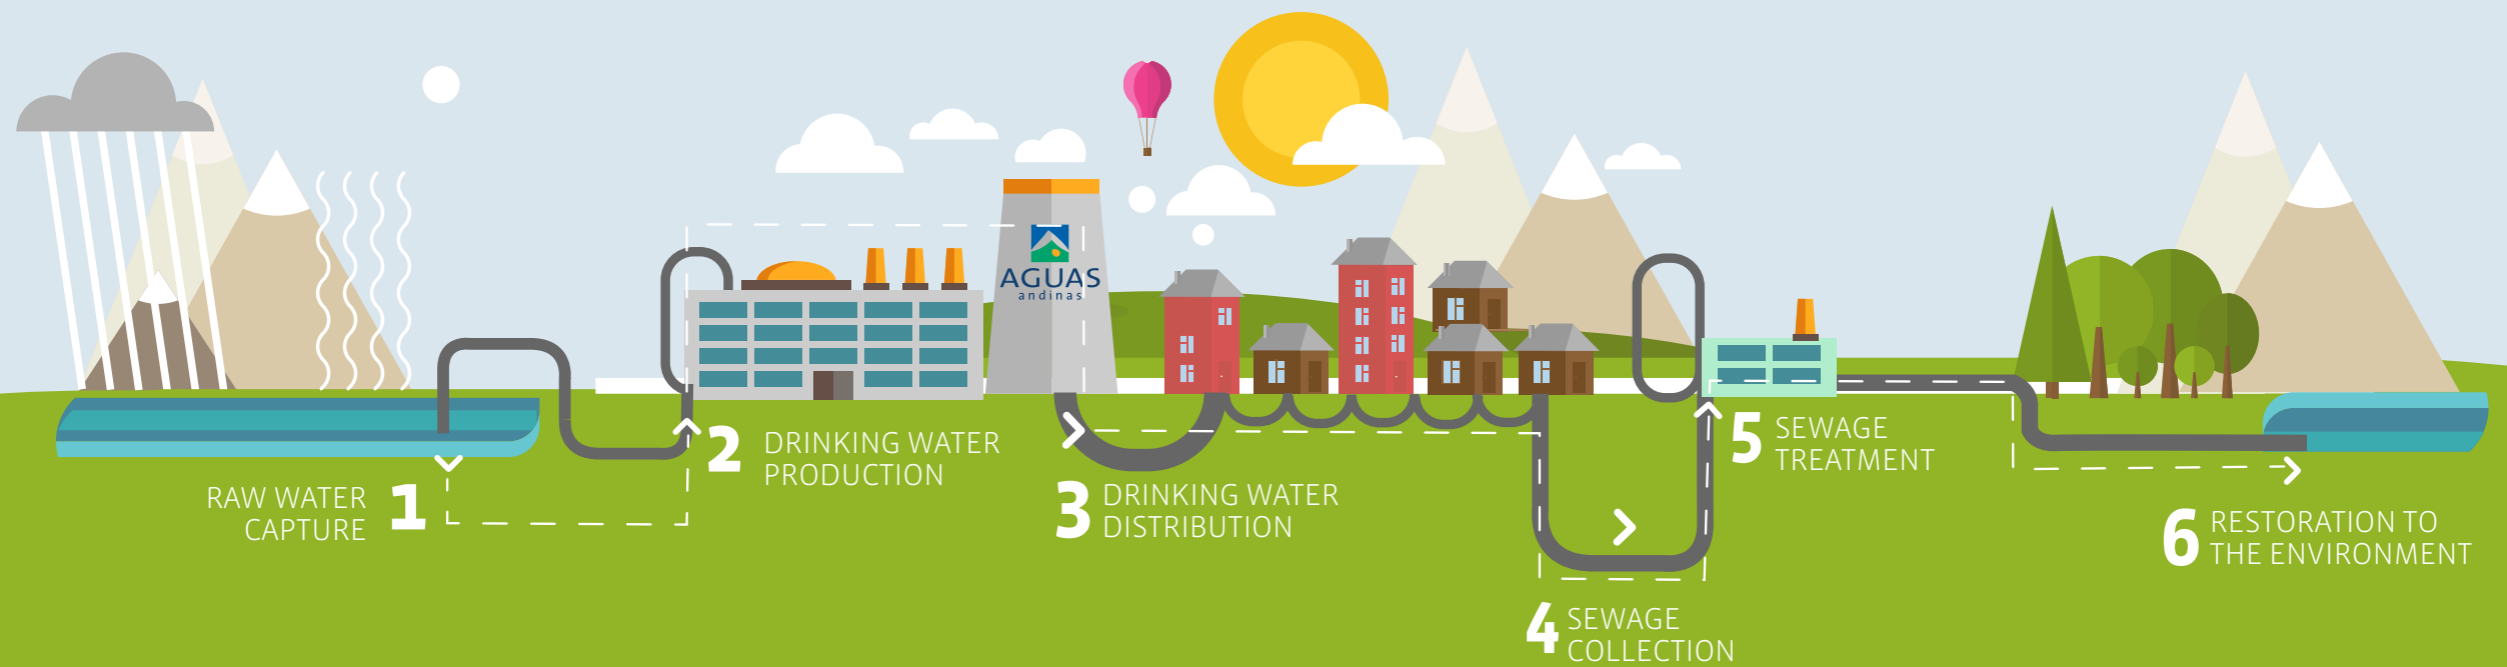 AGUAS
andinas
1
RAW WATER
CAPTURE
2
DRINKING WATER
PRODUCTION
3
DRINKING WATER
DISTRIBUTION
4
SEWAGE
COLLECTION
5
SEWAGE
TREATMENT
6
RESTORATION TO
THE ENVIRONMENT